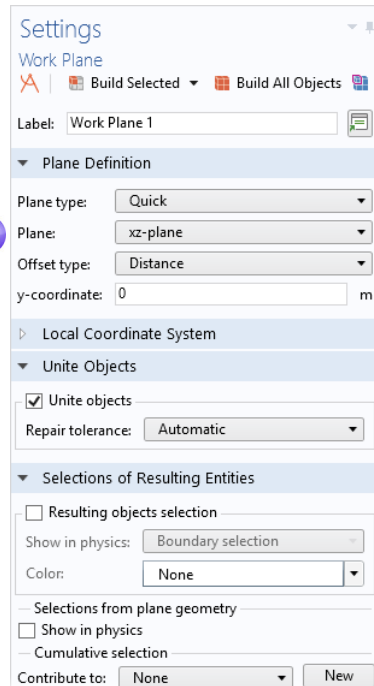 Settings
Work Plane
Build Selected Build All Objects
Label: Work Plane 1
Plane Definition
Plane type: Quick
Plane: xz-plane
Offset type: Distance
y-coordinate: 0 m
Local Coordinate System
Unite Objects
Unite objects
Repair tolerance: Automatic
Selections of Resulting Entities
Resulting objects selection
Show in physics: Boundary selection
Color: None
Selections from plane geometry
Show in physics
Cumulative selection
Contribute to: None New